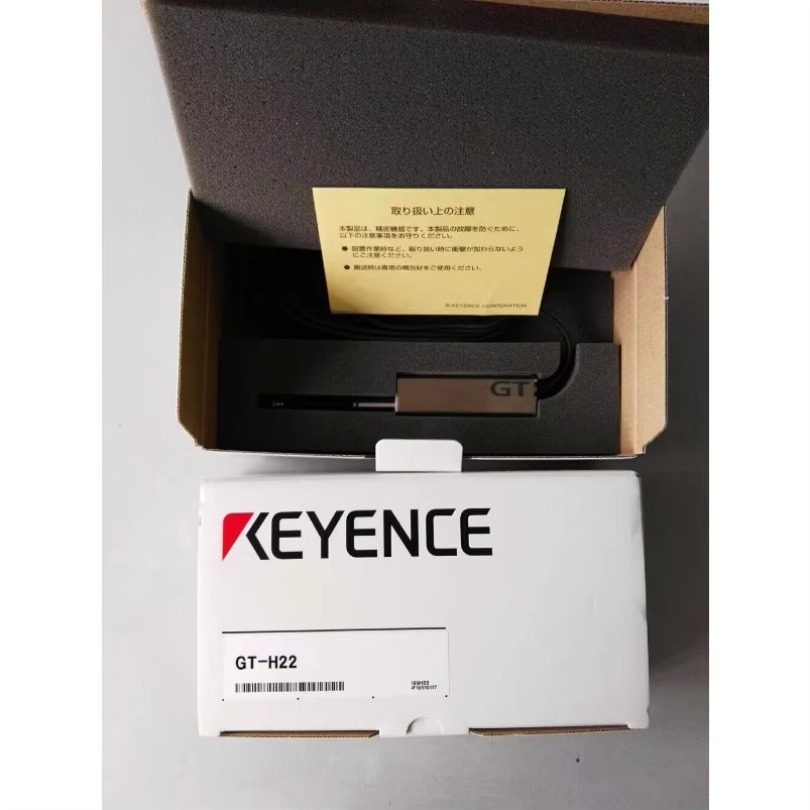 取り扱い上の注意
本製品は、精密機器です。本製品の故障を防ぐために、
以下の注意事項をお守りください。
● 設置作業時など、取り扱い時に衝撃が加わらないよう
にご注意ください。
● 搬送時は専用の梱包材をご使用ください。
©KEYENCE CORPORATION
GT
KEYENCE
GT-H22